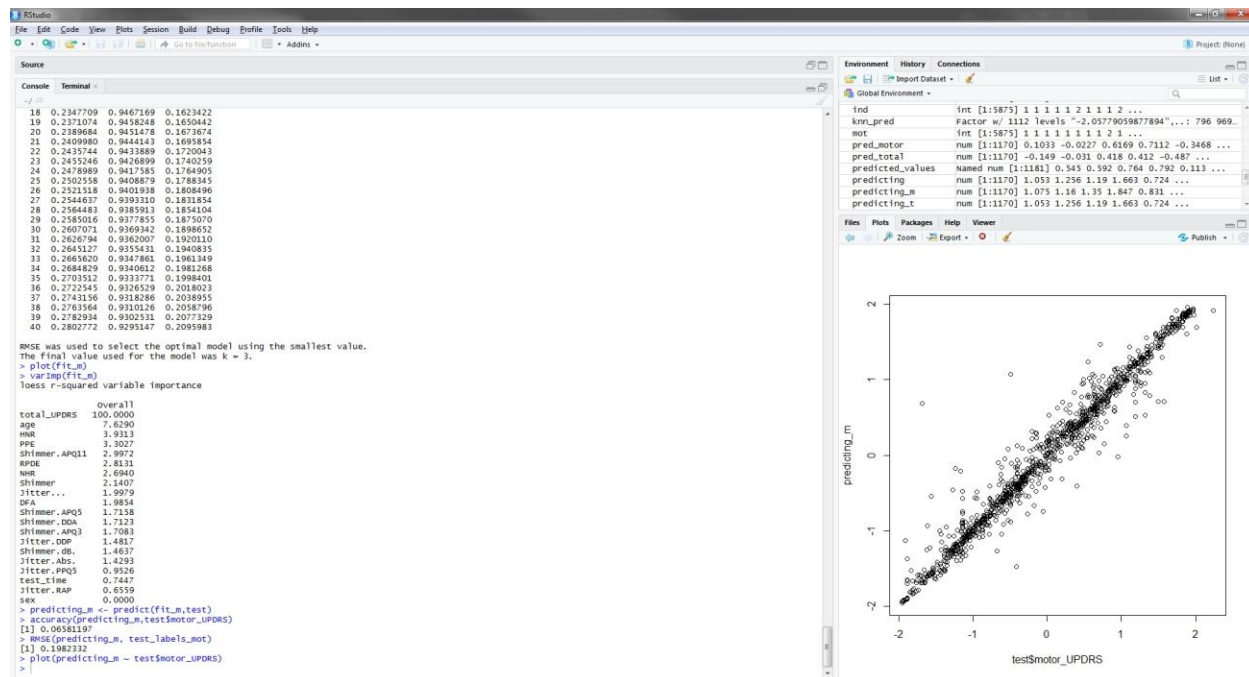 RStudio
File Edit Code View Plots Session Build Debug Profile Tools Help
Go to file/function Addins
Project: (None)
Source
Console Terminal
~/
18 0.2347709 0.9467169 0.1623422
19 0.2371074 0.9458248 0.1650442
20 0.2389684 0.9451478 0.1673674
21 0.2409980 0.9444143 0.1695854
22 0.2435744 0.9433889 0.1720043
23 0.2455246 0.9426899 0.1740259
24 0.2478989 0.9417585 0.1764905
25 0.2502558 0.9408879 0.1788345
26 0.2521518 0.9401938 0.1808496
27 0.2544637 0.9393310 0.1831854
28 0.2564483 0.9385913 0.1854104
29 0.2585016 0.9377855 0.1875070
30 0.2607071 0.9369342 0.1898652
31 0.2626794 0.9362007 0.1920110
32 0.2645127 0.9355431 0.1940835
33 0.2665620 0.9347861 0.1961349
34 0.2684829 0.9340612 0.1981268
35 0.2703512 0.9333771 0.1998401
36 0.2722545 0.9326529 0.2018023
37 0.2743156 0.9318286 0.2038955
38 0.2763564 0.9310126 0.2058796
39 0.2782934 0.9302531 0.2077329
40 0.2802772 0.9295147 0.2095983
RMSE was used to select the optimal model using the smallest value.
The final value used for the model was k = 3.
> plot(fit_m)
> varImp(fit_m)
loess r-squared variable importance
Overall
total_UPDRS 100.0000
age 7.6290
HNR 3.9313
PPE 3.3027
Shimmer.APQ11 2.9972
RPDE 2.8131
NHR 2.6940
Shimmer 2.1407
Jitter... 1.9979
DFA 1.9854
Shimmer.APQ5 1.7158
Shimmer.DDA 1.7123
Shimmer.APQ3 1.7083
Jitter.DDP 1.4817
Shimmer.dB. 1.4637
Jitter.Abs. 1.4293
Jitter.PPQ5 0.9526
test_time 0.7447
Jitter.RAP 0.6559
sex 0.0000
> predicting_m <- predict(fit_m,test)
> accuracy(predicting_m,test$motor_UPDRS)
[1] 0.06581197
> RMSE(predicting_m, test_labels_mot)
[1] 0.1982332
> plot(predicting_m ~ test$motor_UPDRS)
>
Environment History Connections
Import Dataset List
Global Environment
ind int [1:5875] 1 1 1 1 1 2 1 1 1 2 ...
knn_pred Factor w/ 1112 levels "-2.05779059877894",..: 796 969…
mot int [1:5875] 1 1 1 1 1 1 1 1 2 1 ...
pred_motor num [1:1170] 0.1033 -0.0227 0.6169 0.7112 -0.3468 ...
pred_total num [1:1170] -0.149 -0.031 0.418 0.412 -0.487 ...
predicted_values Named num [1:1181] 0.545 0.592 0.764 0.792 0.113 ...
predicting num [1:1170] 1.053 1.256 1.19 1.663 0.724 ...
predicting_m num [1:1170] 1.075 1.16 1.35 1.847 0.831 ...
predicting_t num [1:1170] 1.053 1.256 1.19 1.663 0.724 ...
Files Plots Packages Help Viewer
Zoom Export Publish
2
1
0
-1
-2
predicting_m
-2 -1 0 1 2
test$motor_UPDRS